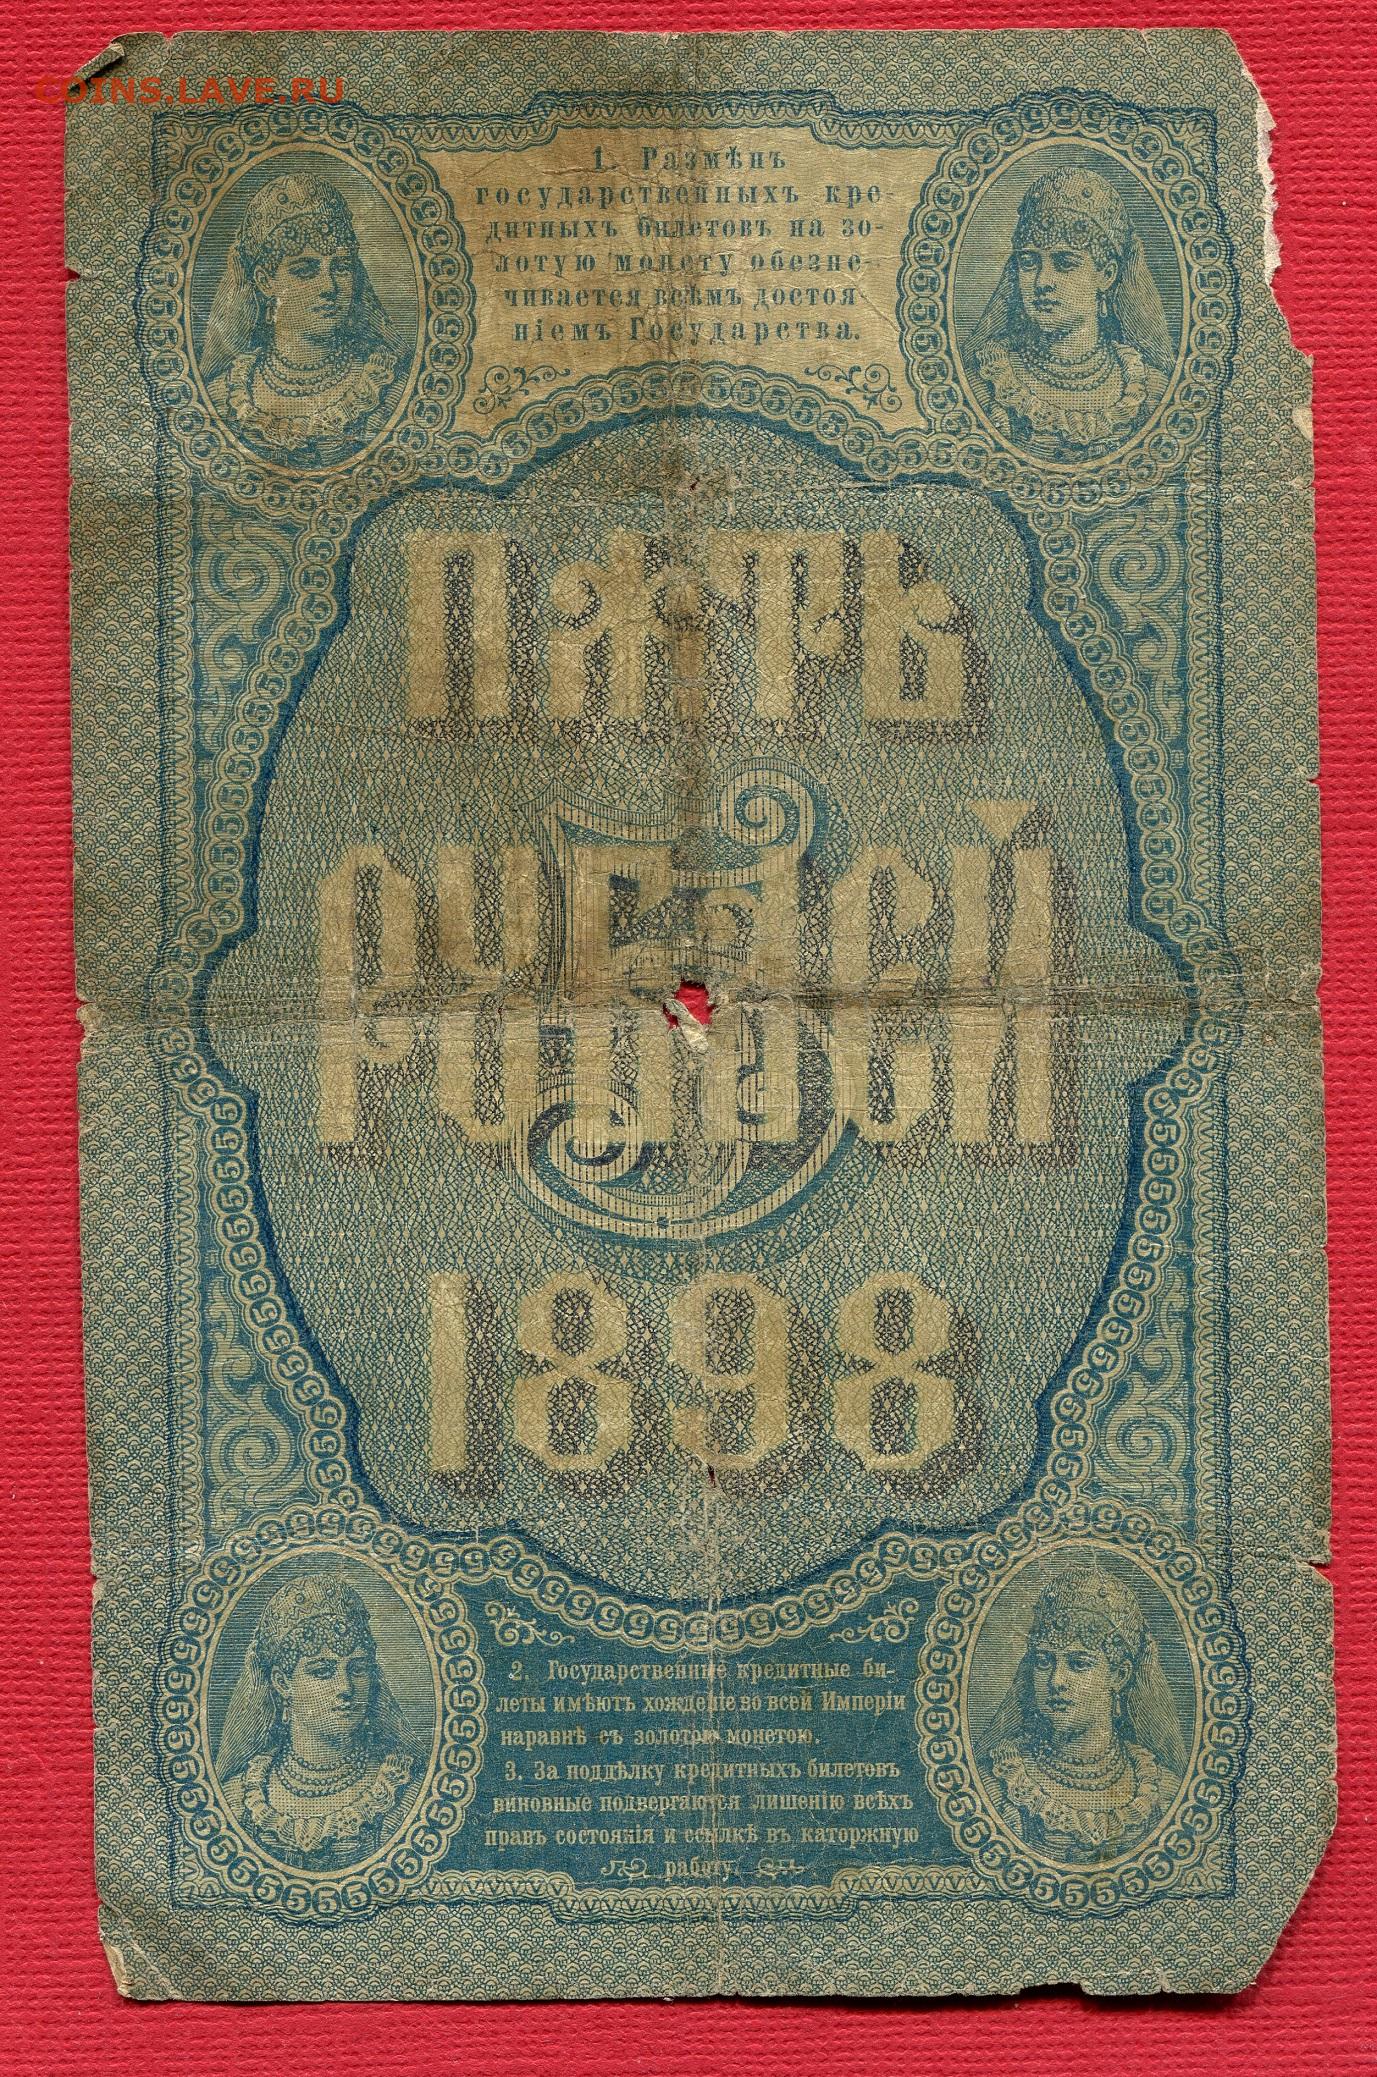 COINS.LAVE.RU
1. Размѣнъ
государственныхъ кре-
дитныхъ билетовъ на зо-
лотую монету обезпе-
чивается всѣмъ достоя-
ніемъ Государства.
ПѦТЬ
5
РУБЛЕЙ
1898
2. Государственные кредитные би-
леты имѣютъ хожденіе во всей Имперіи
наравнѣ съ золотою монетою.
3. За поддѣлку кредитныхъ билетовъ
виновные подвергаются лишенію всѣхъ
правъ состоянія и ссылкѣ въ каторжную
работу.